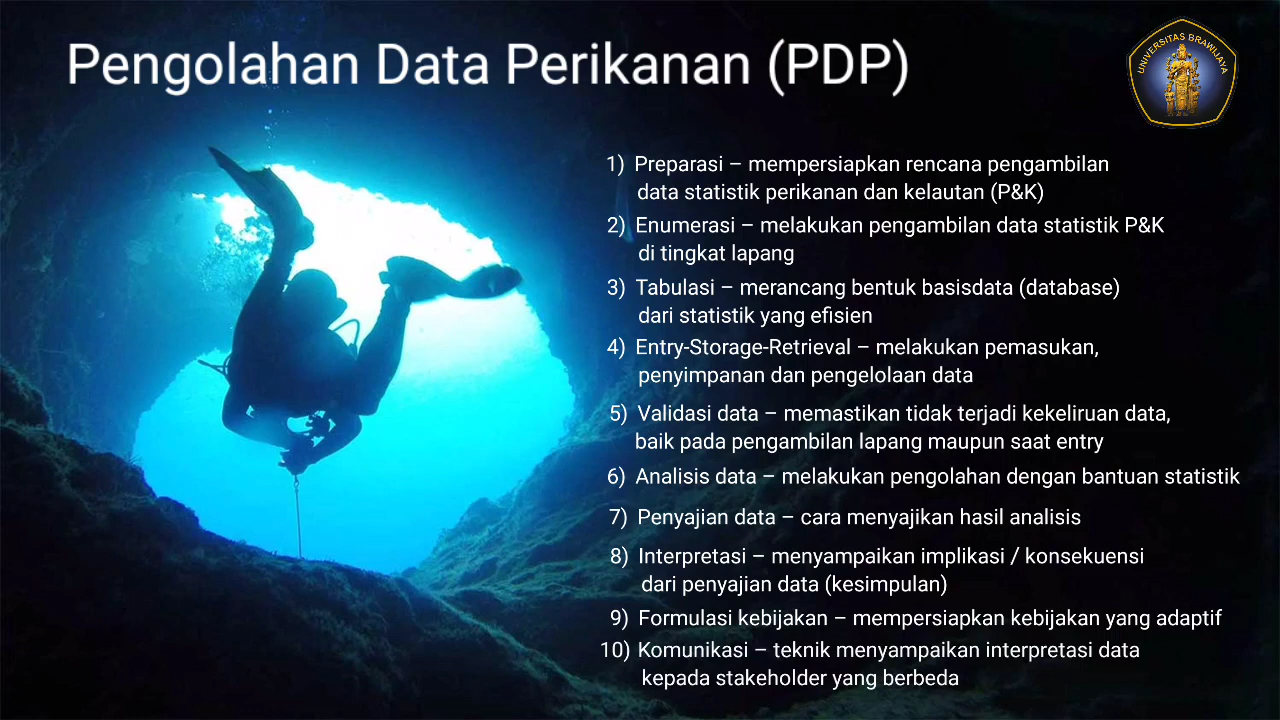 Pengolahan Data Perikanan (PDP)
UNIVERSITAS BRAWIJAYA
1) Preparasi – mempersiapkan rencana pengambilan
data statistik perikanan dan kelautan (P&K)
2) Enumerasi – melakukan pengambilan data statistik P&K
di tingkat lapang
3) Tabulasi – merancang bentuk basisdata (database)
dari statistik yang efisien
4) Entry-Storage-Retrieval – melakukan pemasukan,
penyimpanan dan pengelolaan data
5) Validasi data – memastikan tidak terjadi kekeliruan data,
baik pada pengambilan lapang maupun saat entry
6) Analisis data – melakukan pengolahan dengan bantuan statistik
7) Penyajian data – cara menyajikan hasil analisis
8) Interpretasi – menyampaikan implikasi / konsekuensi
dari penyajian data (kesimpulan)
9) Formulasi kebijakan – mempersiapkan kebijakan yang adaptif
10) Komunikasi – teknik menyampaikan interpretasi data
kepada stakeholder yang berbeda